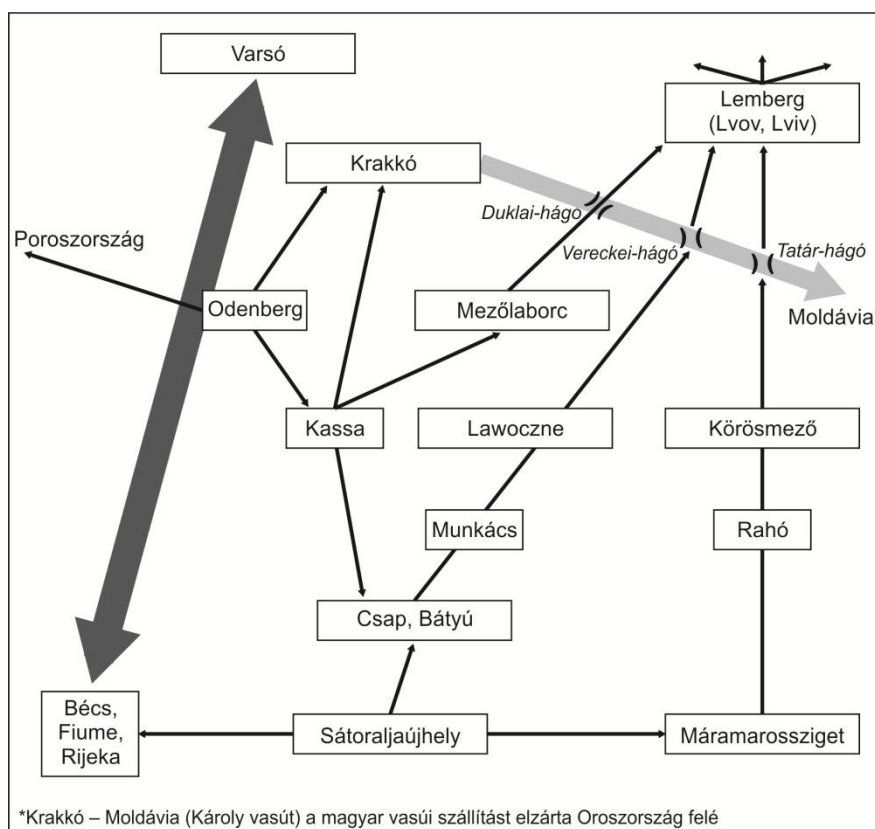 Varsó
Lemberg
(Lvov, Lviv)
Krakkó
Duklai-hágó
Poroszország
Vereckei-hágó
Tatár-hágó
Odenberg
Mezőlaborc
Moldávia
Kassa
Lawoczne
Körösmező
Munkács
Rahó
Csap, Bátyú
Bécs,
Fiume,
Rijeka
Sátoraljaújhely
Máramarossziget
*Krakkó – Moldávia (Károly vasút) a magyar vasúi szállítást elzárta Oroszország felé